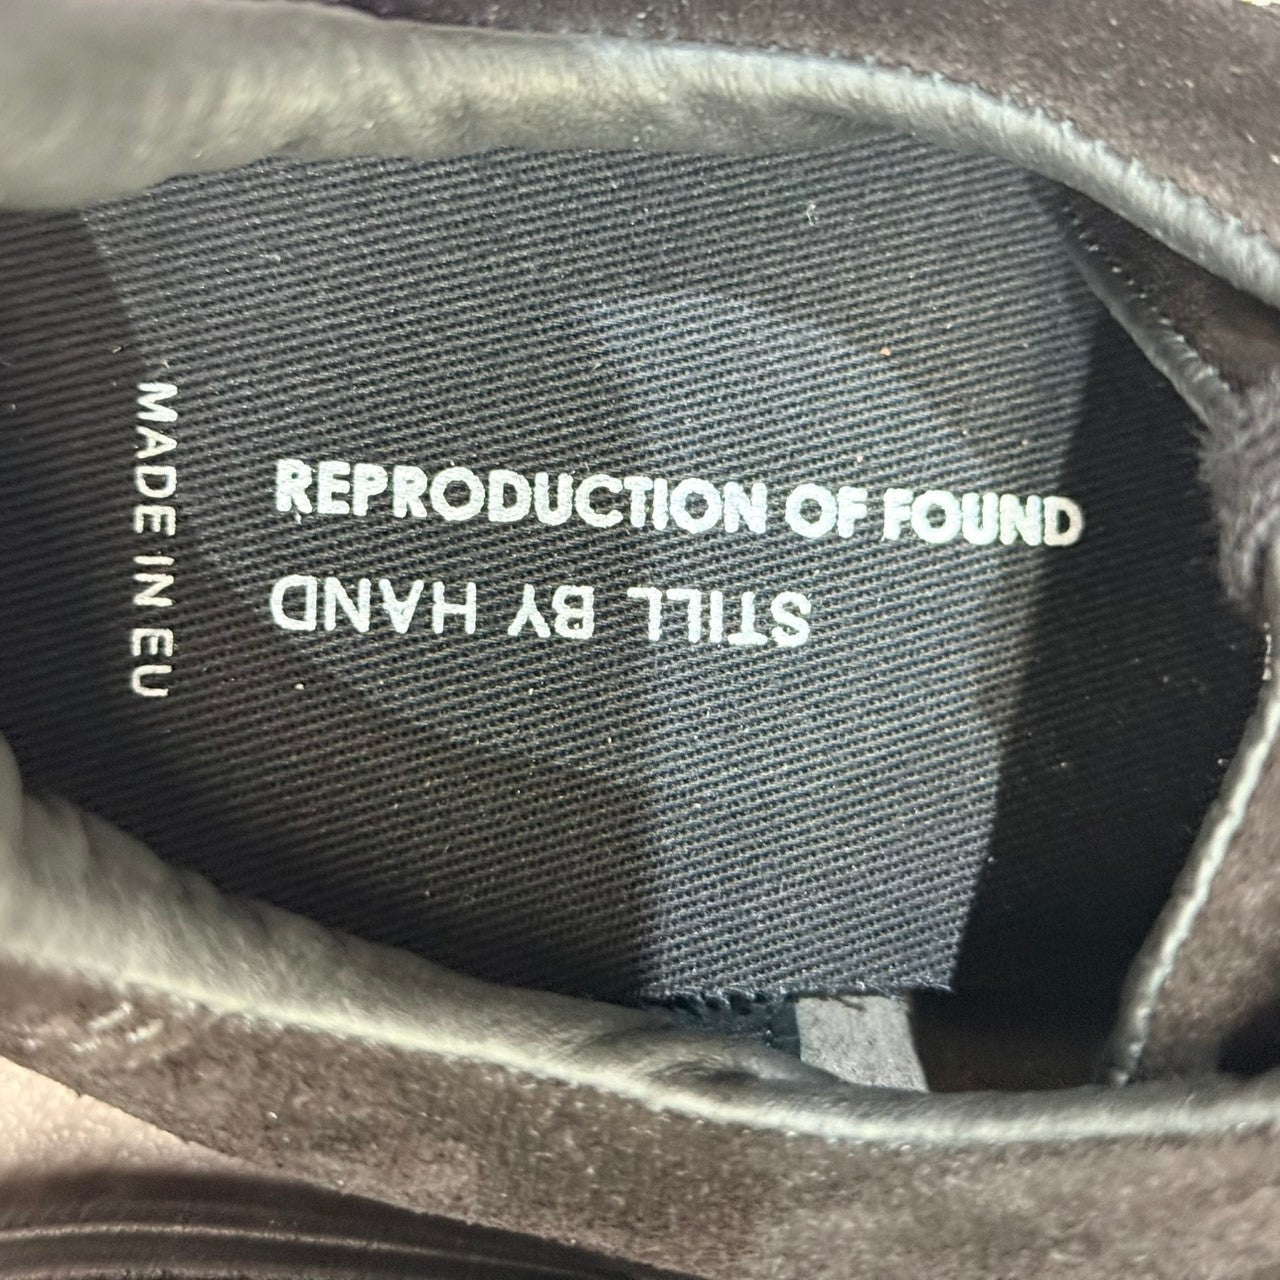 REPRODUCTION OF FOUND
STILL BY HAND
MADE IN EU